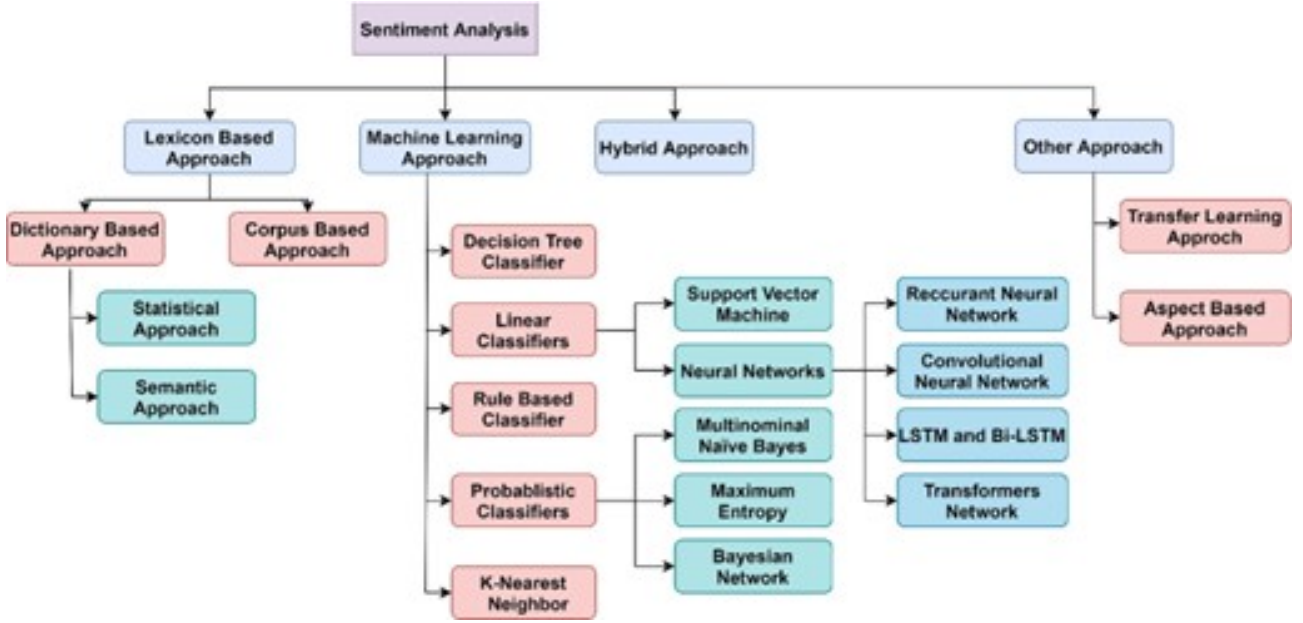 Sentiment Analysis
Lexicon Based
Approach
Machine Learning
Approach
Hybrid Approach
Other Approach
Dictionary Based
Approach
Corpus Based
Approach
Statistical
Approach
Semantic
Approach
Decision Tree
Classifier
Linear
Classifiers
Rule Based
Classifier
Probablistic
Classifiers
K-Nearest
Neighbor
Support Vector
Machine
Neural Networks
Multinominal
Naïve Bayes
Maximum
Entropy
Bayesian
Network
Reccurant Neural
Network
Convolutional
Neural Network
LSTM and Bi-LSTM
Transformers
Network
Transfer Learning
Approch
Aspect Based
Approach